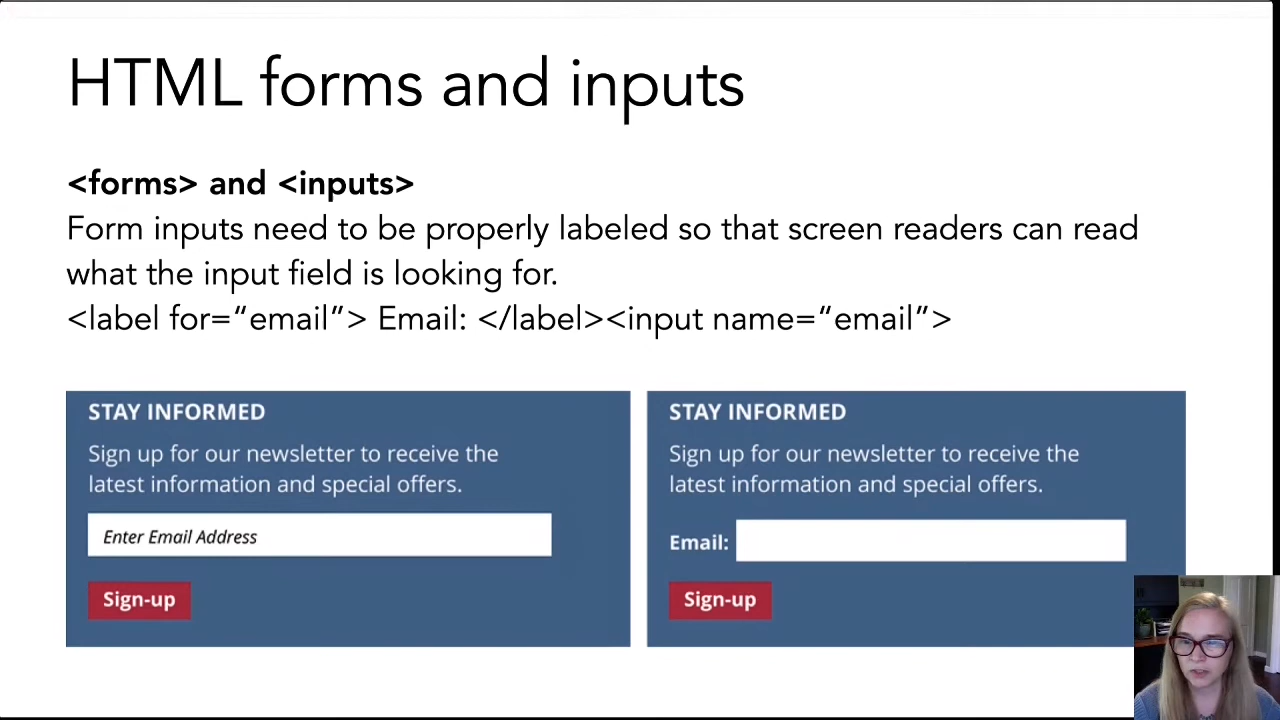 HTML forms and inputs
<forms> and <inputs>
Form inputs need to be properly labeled so that screen readers can read
what the input field is looking for.
<label for=”email”> Email: </label><input name=”email”>
STAY INFORMED
Sign up for our newsletter to receive the
latest information and special offers.
Enter Email Address
Sign-up
STAY INFORMED
Sign up for our newsletter to receive the
latest information and special offers.
Email:
Sign-up